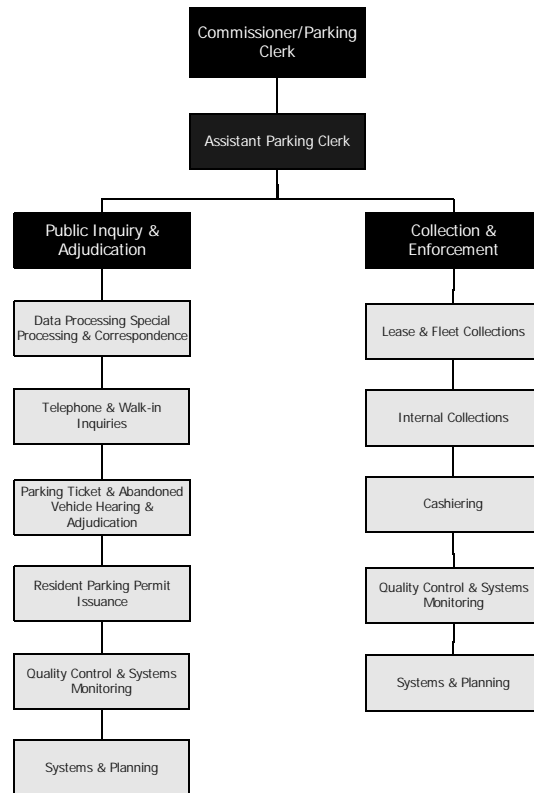 Commissioner/Parking
Clerk
Assistant Parking Clerk
Public Inquiry &
Adjudication
Data Processing Special
Processing & Correspondence
Telephone & Walk-in
Inquiries
Parking Ticket & Abandoned
Vehicle Hearing &
Adjudication
Resident Parking Permit
Issuance
Quality Control & Systems
Monitoring
Systems & Planning
Collection &
Enforcement
Lease & Fleet Collections
Internal Collections
Cashiering
Quality Control & Systems
Monitoring
Systems & Planning